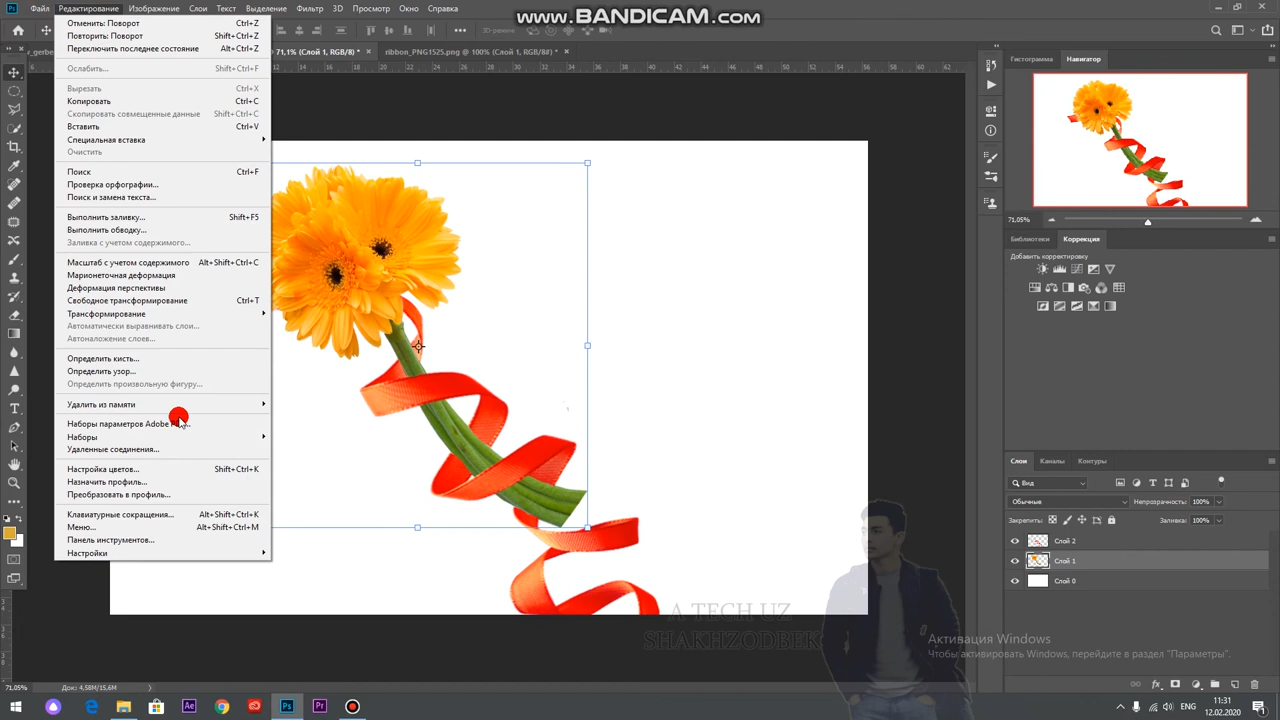 www.BANDICAM.com
Файл Редактирование Изображение Слои Текст Выделение Фильтр 3D Просмотр Окно Справка
Отменить: Поворот Ctrl+Z
Повторить: Поворот Shift+Ctrl+Z
Переключить последнее состояние Alt+Ctrl+Z
Ослабить... Shift+Ctrl+F
Вырезать Ctrl+X
Копировать Ctrl+C
Скопировать совмещенные данные Shift+Ctrl+C
Вставить Ctrl+V
Специальная вставка
Очистить
Поиск Ctrl+F
Проверка орфографии...
Поиск и замена текста...
Выполнить заливку... Shift+F5
Выполнить обводку...
Заливка с учетом содержимого...
Масштаб с учетом содержимого Alt+Shift+Ctrl+C
Марионеточная деформация
Деформация перспективы
Свободное трансформирование Ctrl+T
Трансформирование
Автоматически выравнивать слои...
Автоналожение слоев...
Определить кисть...
Определить узор...
Определить произвольную фигуру...
Удалить из памяти
Наборы параметров Adobe
Наборы
Удаленные соединения...
Настройка цветов... Shift+Ctrl+K
Назначить профиль...
Преобразовать в профиль...
Клавиатурные сокращения... Alt+Shift+Ctrl+K
Меню... Alt+Shift+Ctrl+M
Панель инструментов...
Настройки
3D-режим:
71,1% (Слой 1, RGB/8) * ×
ribbon_PNG1525.png @ 100% (Слой 1, RGB/8#) * ×
Гистограмма Навигатор
71,05%
Библиотеки Коррекция
Добавить корректировку
Слои Каналы Контуры
Вид
Обычные Непрозрачность: 100%
Закрепить: Заливка: 100%
Слой 2
Слой 1
Слой 0
A TECH UZ
SHAKHZODBEK
Активация Windows
Чтобы активировать Windows, перейдите в раздел "Параметры".
71,05% Док: 4,58M/15,6M
Ae Ps Pr
ENG
11:31
12.02.2020